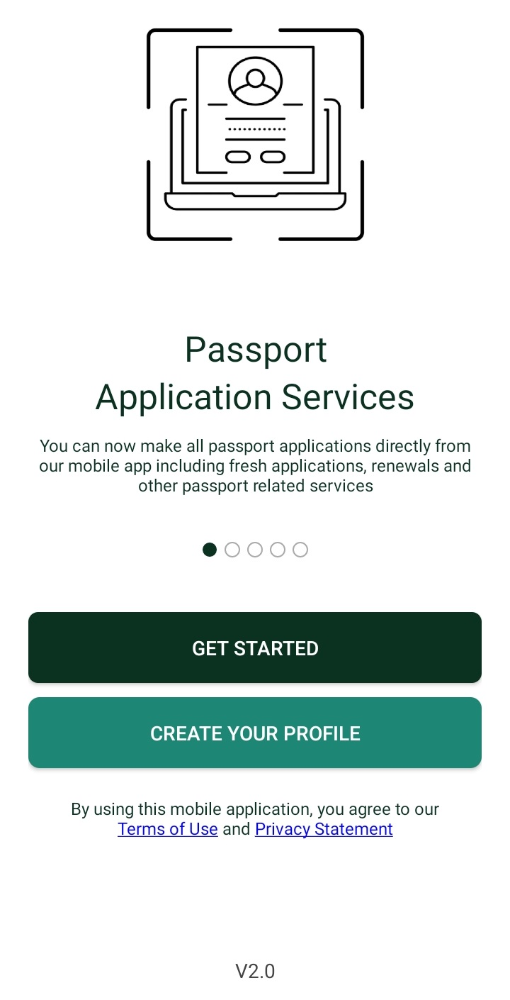 Passport
Application Services
You can now make all passport applications directly from
our mobile app including fresh applications, renewals and
other passport related services
GET STARTED
CREATE YOUR PROFILE
By using this mobile application, you agree to our
Terms of Use and Privacy Statement
V2.0